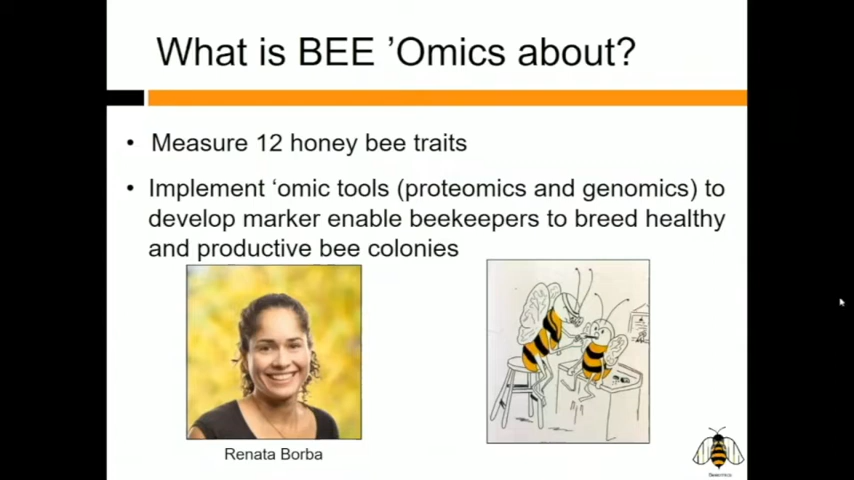 What is BEE ’Omics about?
• Measure 12 honey bee traits
• Implement ‘omic tools (proteomics and genomics) to
develop marker enable beekeepers to breed healthy
and productive bee colonies
Renata Borba